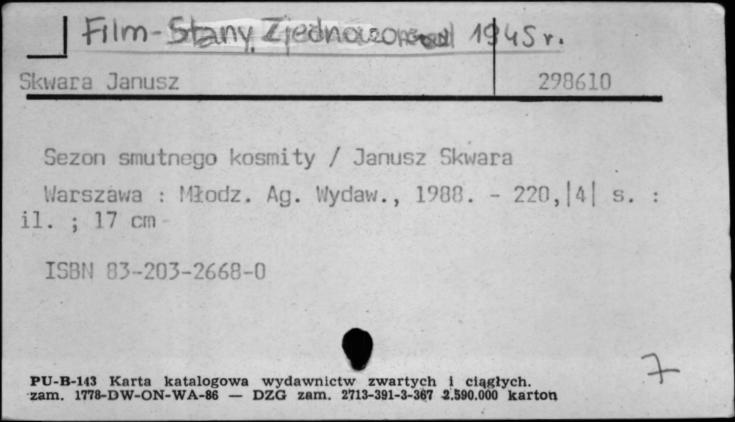 Film - Stany Zjednoczone od 1945 r.
Skwara Janusz 298610
Sezon smutnego kosmity / Janusz Skwara
Warszawa : Młodz. Ag. Wydaw., 1988. - 220,|4| s. :
il. ; 17 cm
ISBN 83-203-2668-0
7
PU-B-143 Karta katalogowa wydawnictw zwartych i ciągłych.
zam. 1778-DW-ON-WA-86 — DZG zam. 2713-391-3-367 2.590.000 karton